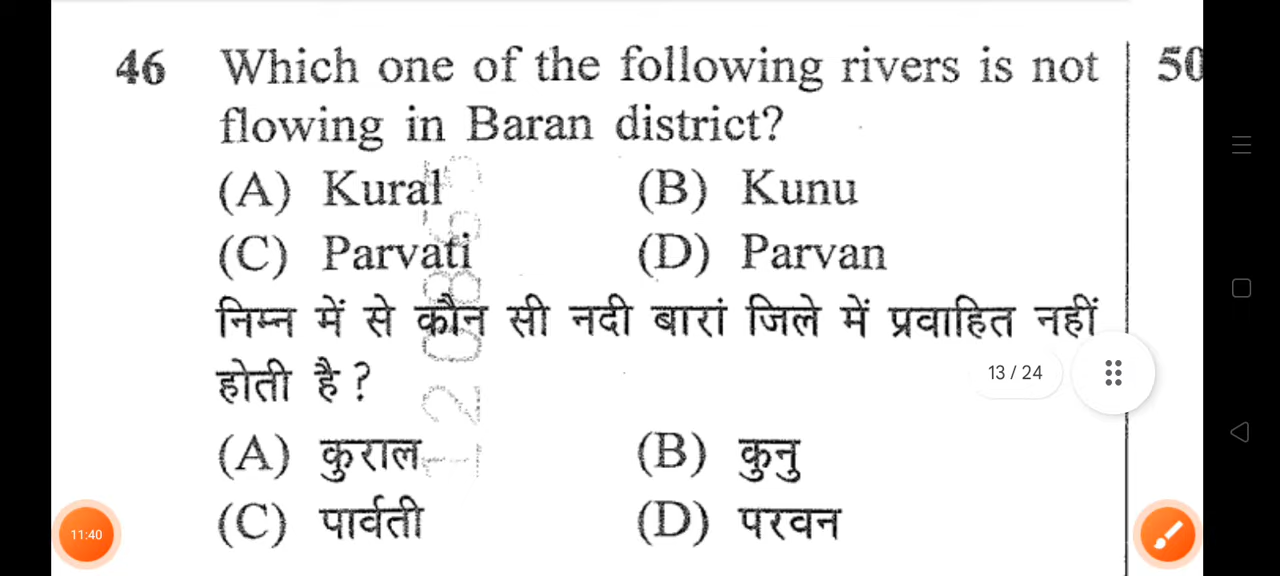 46 Which one of the following rivers is not
flowing in Baran district?
(A) Kural (B) Kunu
(C) Parvati (D) Parvan
निम्न में से कौन सी नदी बारां जिले में प्रवाहित नहीं
होती है ?
(A) कुराल (B) कुनु
(C) पार्वती (D) परवन
50
13 / 24
11:40